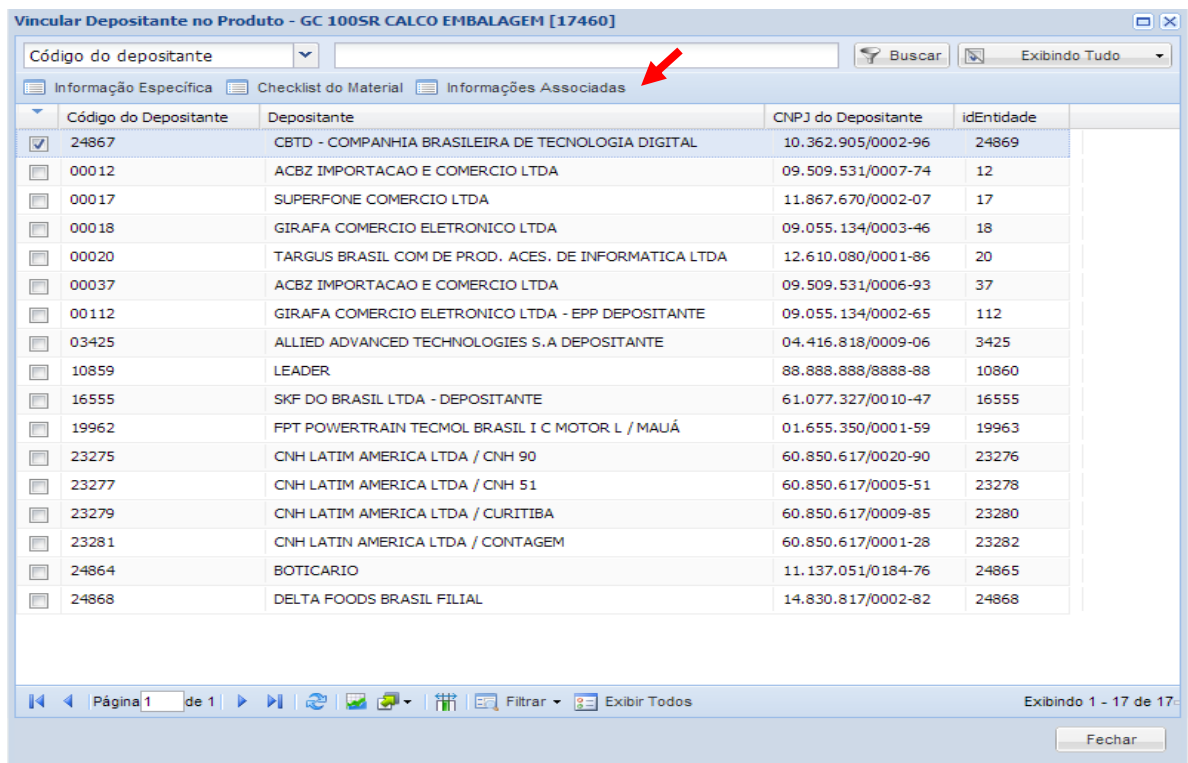 Vincular Depositante no Produto - GC 100SR CALCO EMBALAGEM [17460]
Código do depositante Buscar Exibindo Tudo
Informação Específica Checklist do Material Informações Associadas
Código do Depositante Depositante CNPJ do Depositante idEntidade
24867 CBTD - COMPANHIA BRASILEIRA DE TECNOLOGIA DIGITAL 10.362.905/0002-96 24869
00012 ACBZ IMPORTACAO E COMERCIO LTDA 09.509.531/0007-74 12
00017 SUPERFONE COMERCIO LTDA 11.867.670/0002-07 17
00018 GIRAFA COMERCIO ELETRONICO LTDA 09.055.134/0003-46 18
00020 TARGUS BRASIL COM DE PROD. ACES. DE INFORMATICA LTDA 12.610.080/0001-86 20
00037 ACBZ IMPORTACAO E COMERCIO LTDA 09.509.531/0006-93 37
00112 GIRAFA COMERCIO ELETRONICO LTDA - EPP DEPOSITANTE 09.055.134/0002-65 112
03425 ALLIED ADVANCED TECHNOLOGIES S.A DEPOSITANTE 04.416.818/0009-06 3425
10859 LEADER 88.888.888/8888-88 10860
16555 SKF DO BRASIL LTDA - DEPOSITANTE 61.077.327/0010-47 16555
19962 FPT POWERTRAIN TECMOL BRASIL I C MOTOR L / MAUÁ 01.655.350/0001-59 19963
23275 CNH LATIM AMERICA LTDA / CNH 90 60.850.617/0020-90 23276
23277 CNH LATIM AMERICA LTDA / CNH 51 60.850.617/0005-51 23278
23279 CNH LATIM AMERICA LTDA / CURITIBA 60.850.617/0009-85 23280
23281 CNH LATIN AMERICA LTDA / CONTAGEM 60.850.617/0001-28 23282
24864 BOTICARIO 11.137.051/0184-76 24865
24868 DELTA FOODS BRASIL FILIAL 14.830.817/0002-82 24868
Página 1 de 1 Filtrar Exibir Todos Exibindo 1 - 17 de 17
Fechar